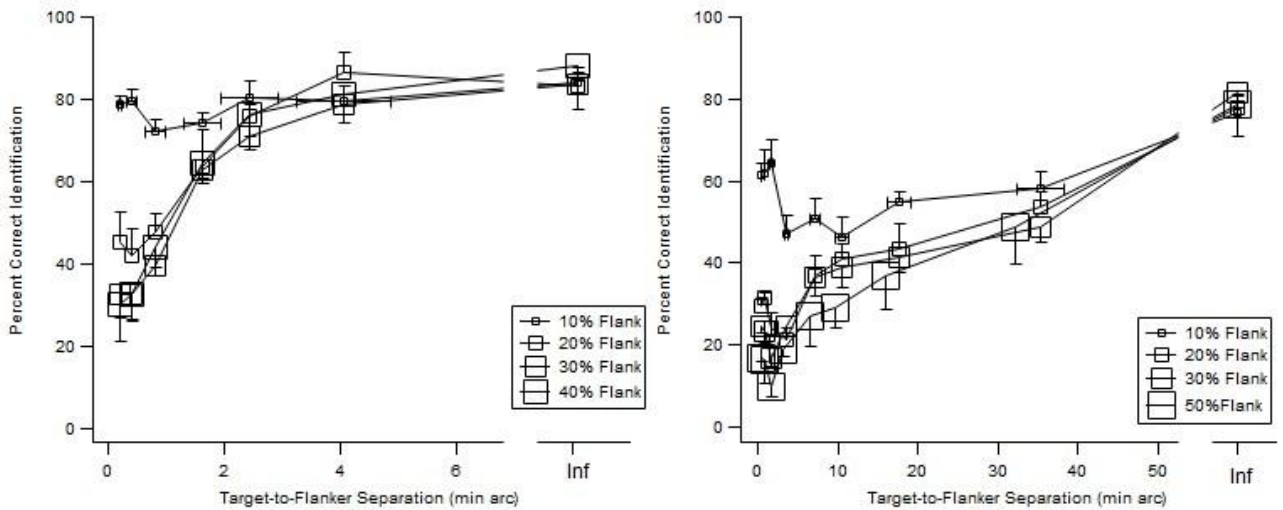 100
80
60
40
20
0
Percent Correct Identification
0 2 4 6 Inf
Target-to-Flanker Separation (min arc)
10% Flank
20% Flank
30% Flank
40% Flank
100
80
60
40
20
0
Percent Correct Identification
0 10 20 30 40 50 Inf
Target-to-Flanker Separation (min arc)
10% Flank
20% Flank
30% Flank
50%Flank